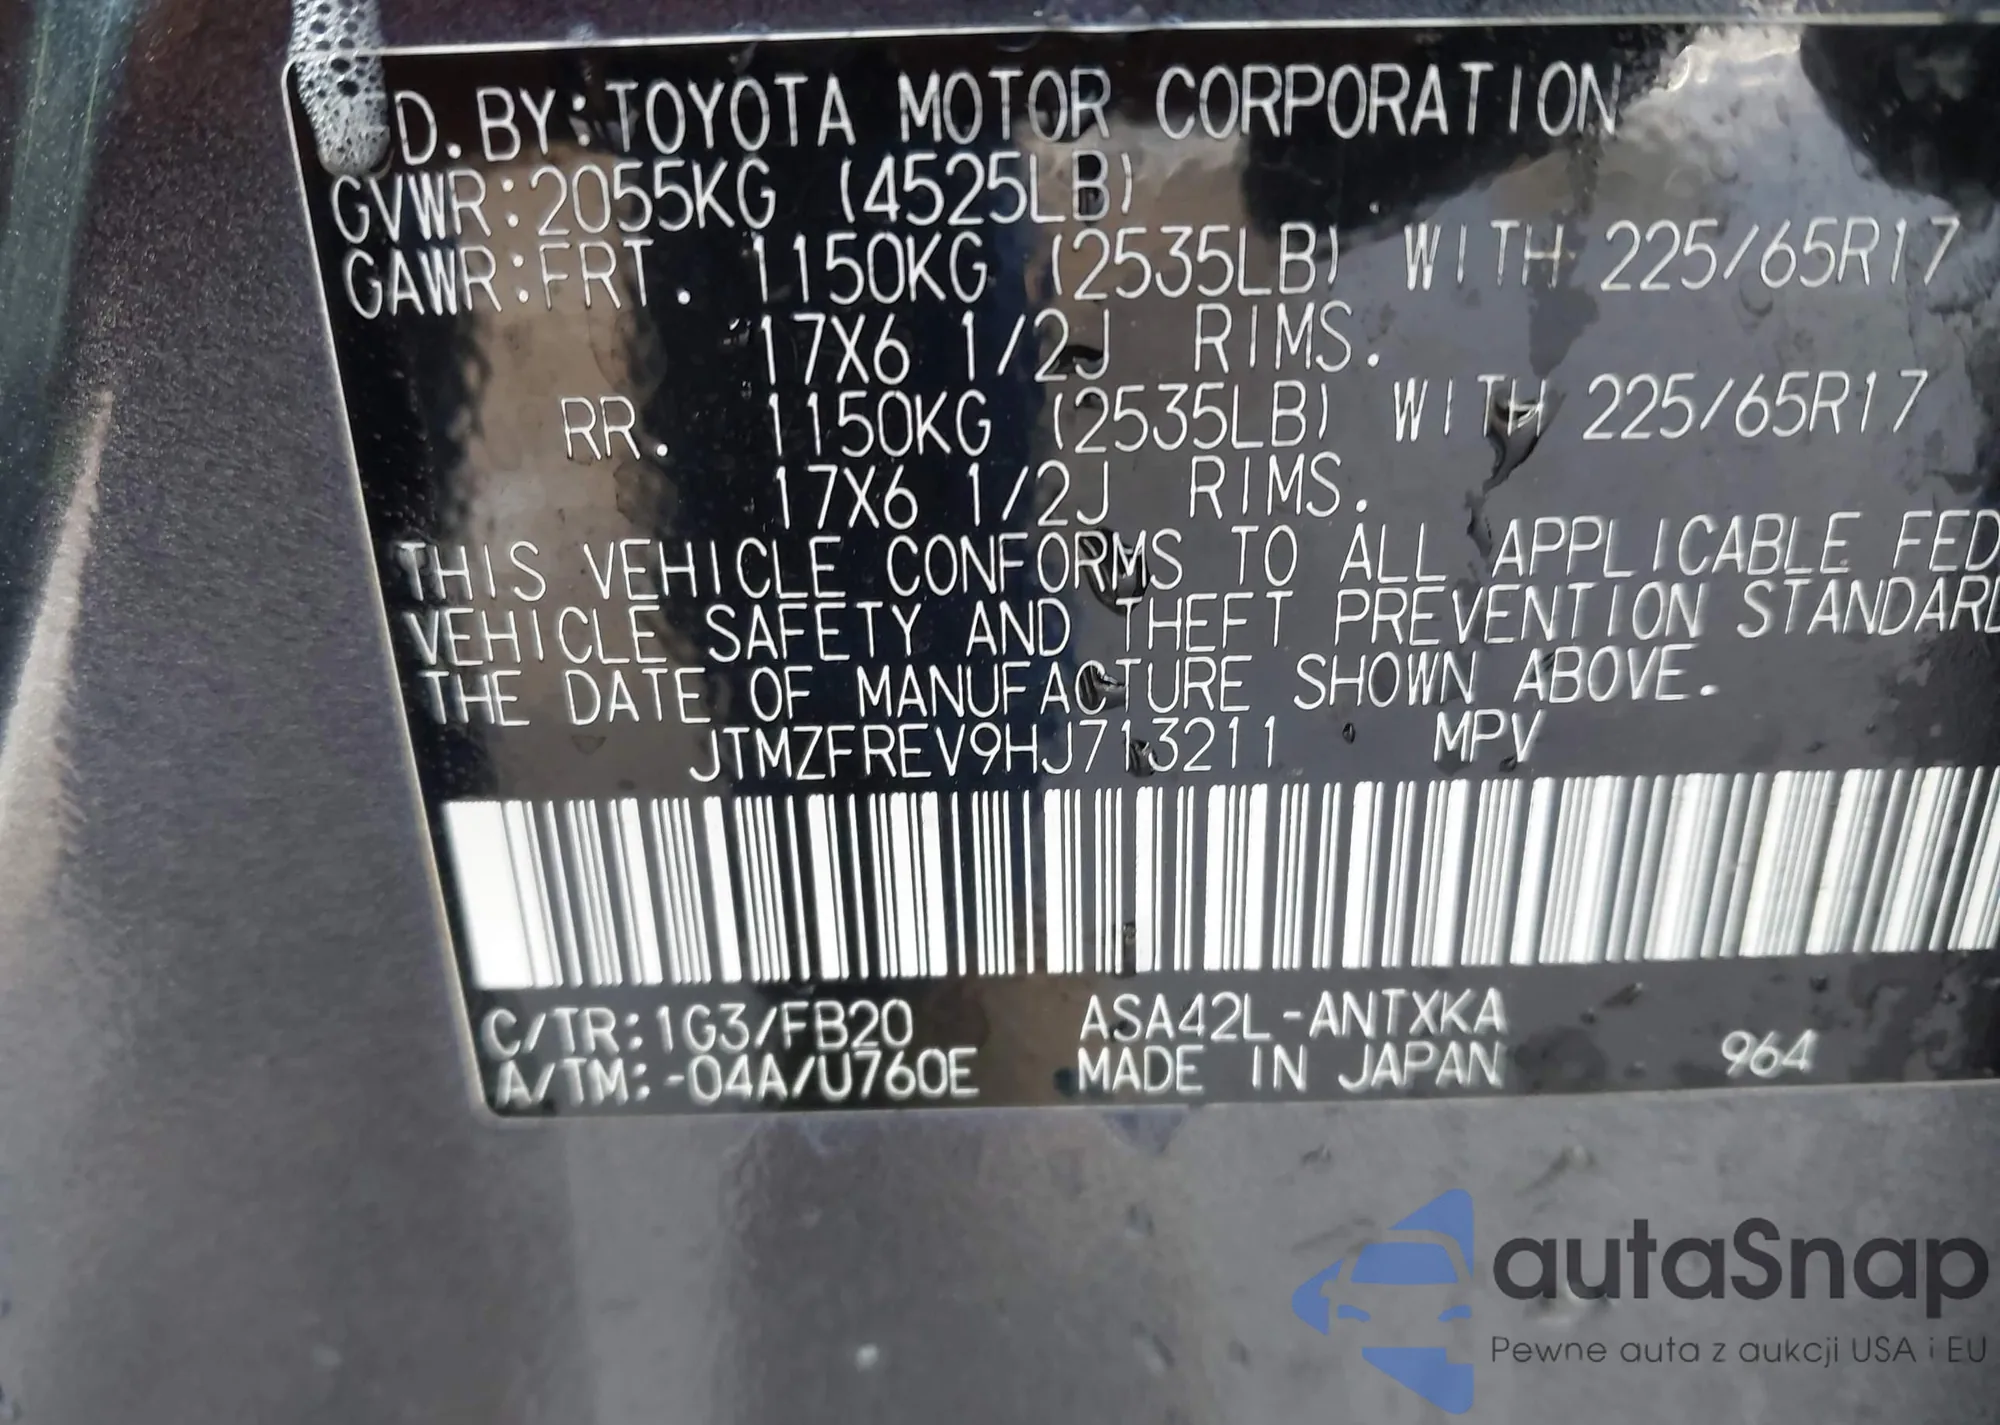 D. BY: TOYOTA MOTOR CORPORATION
GVWR: 2055KG (4525LB)
GAWR: FRT. 1150KG (2535LB) WITH 225/65R17
17X6 1/2J RIMS.
RR. 1150KG (2535LB) WITH 225/65R17
17X6 1/2J RIMS.
THIS VEHICLE CONFORMS TO ALL APPLICABLE FED
VEHICLE SAFETY AND THEFT PREVENTION STANDARD
THE DATE OF MANUFACTURE SHOWN ABOVE.
JTMZFREV9HJ713211 MPV
C/TR: 1G3/FB20 ASA42L-ANTXKA
A/TM: -04A/U760E MADE IN JAPAN 964
autaSnap
Pewne auta z aukcji USA i EU